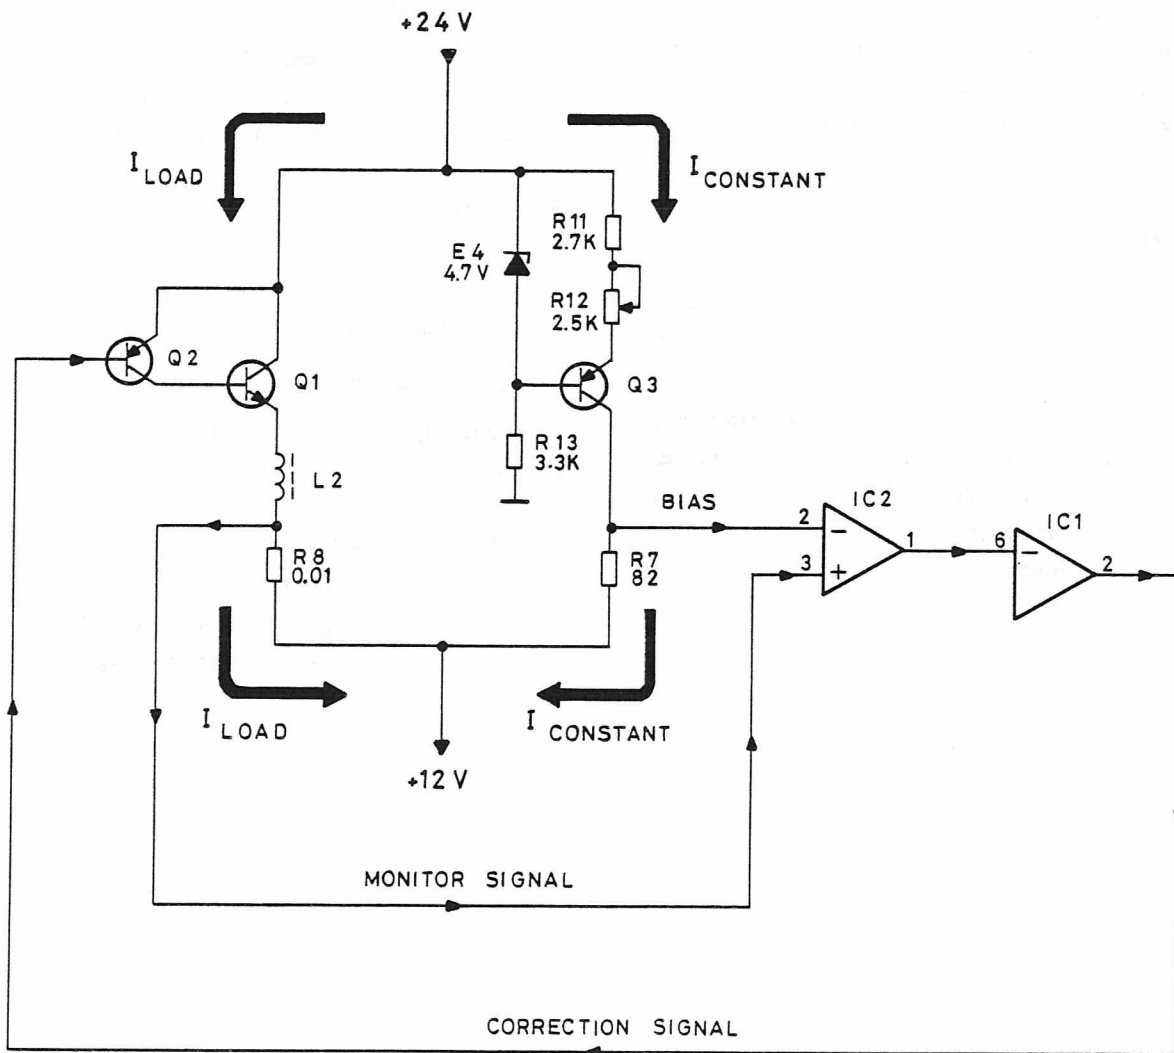 +24 V
I LOAD
I CONSTANT
R11
2.7K
E4
4.7 V
R12
2.5K
Q2
Q1
Q3
R13
3.3K
L2
BIAS
IC2
2
−
1
3
+
IC1
6
−
2
R8
0.01
R7
82
I LOAD
I CONSTANT
+12 V
MONITOR SIGNAL
CORRECTION SIGNAL